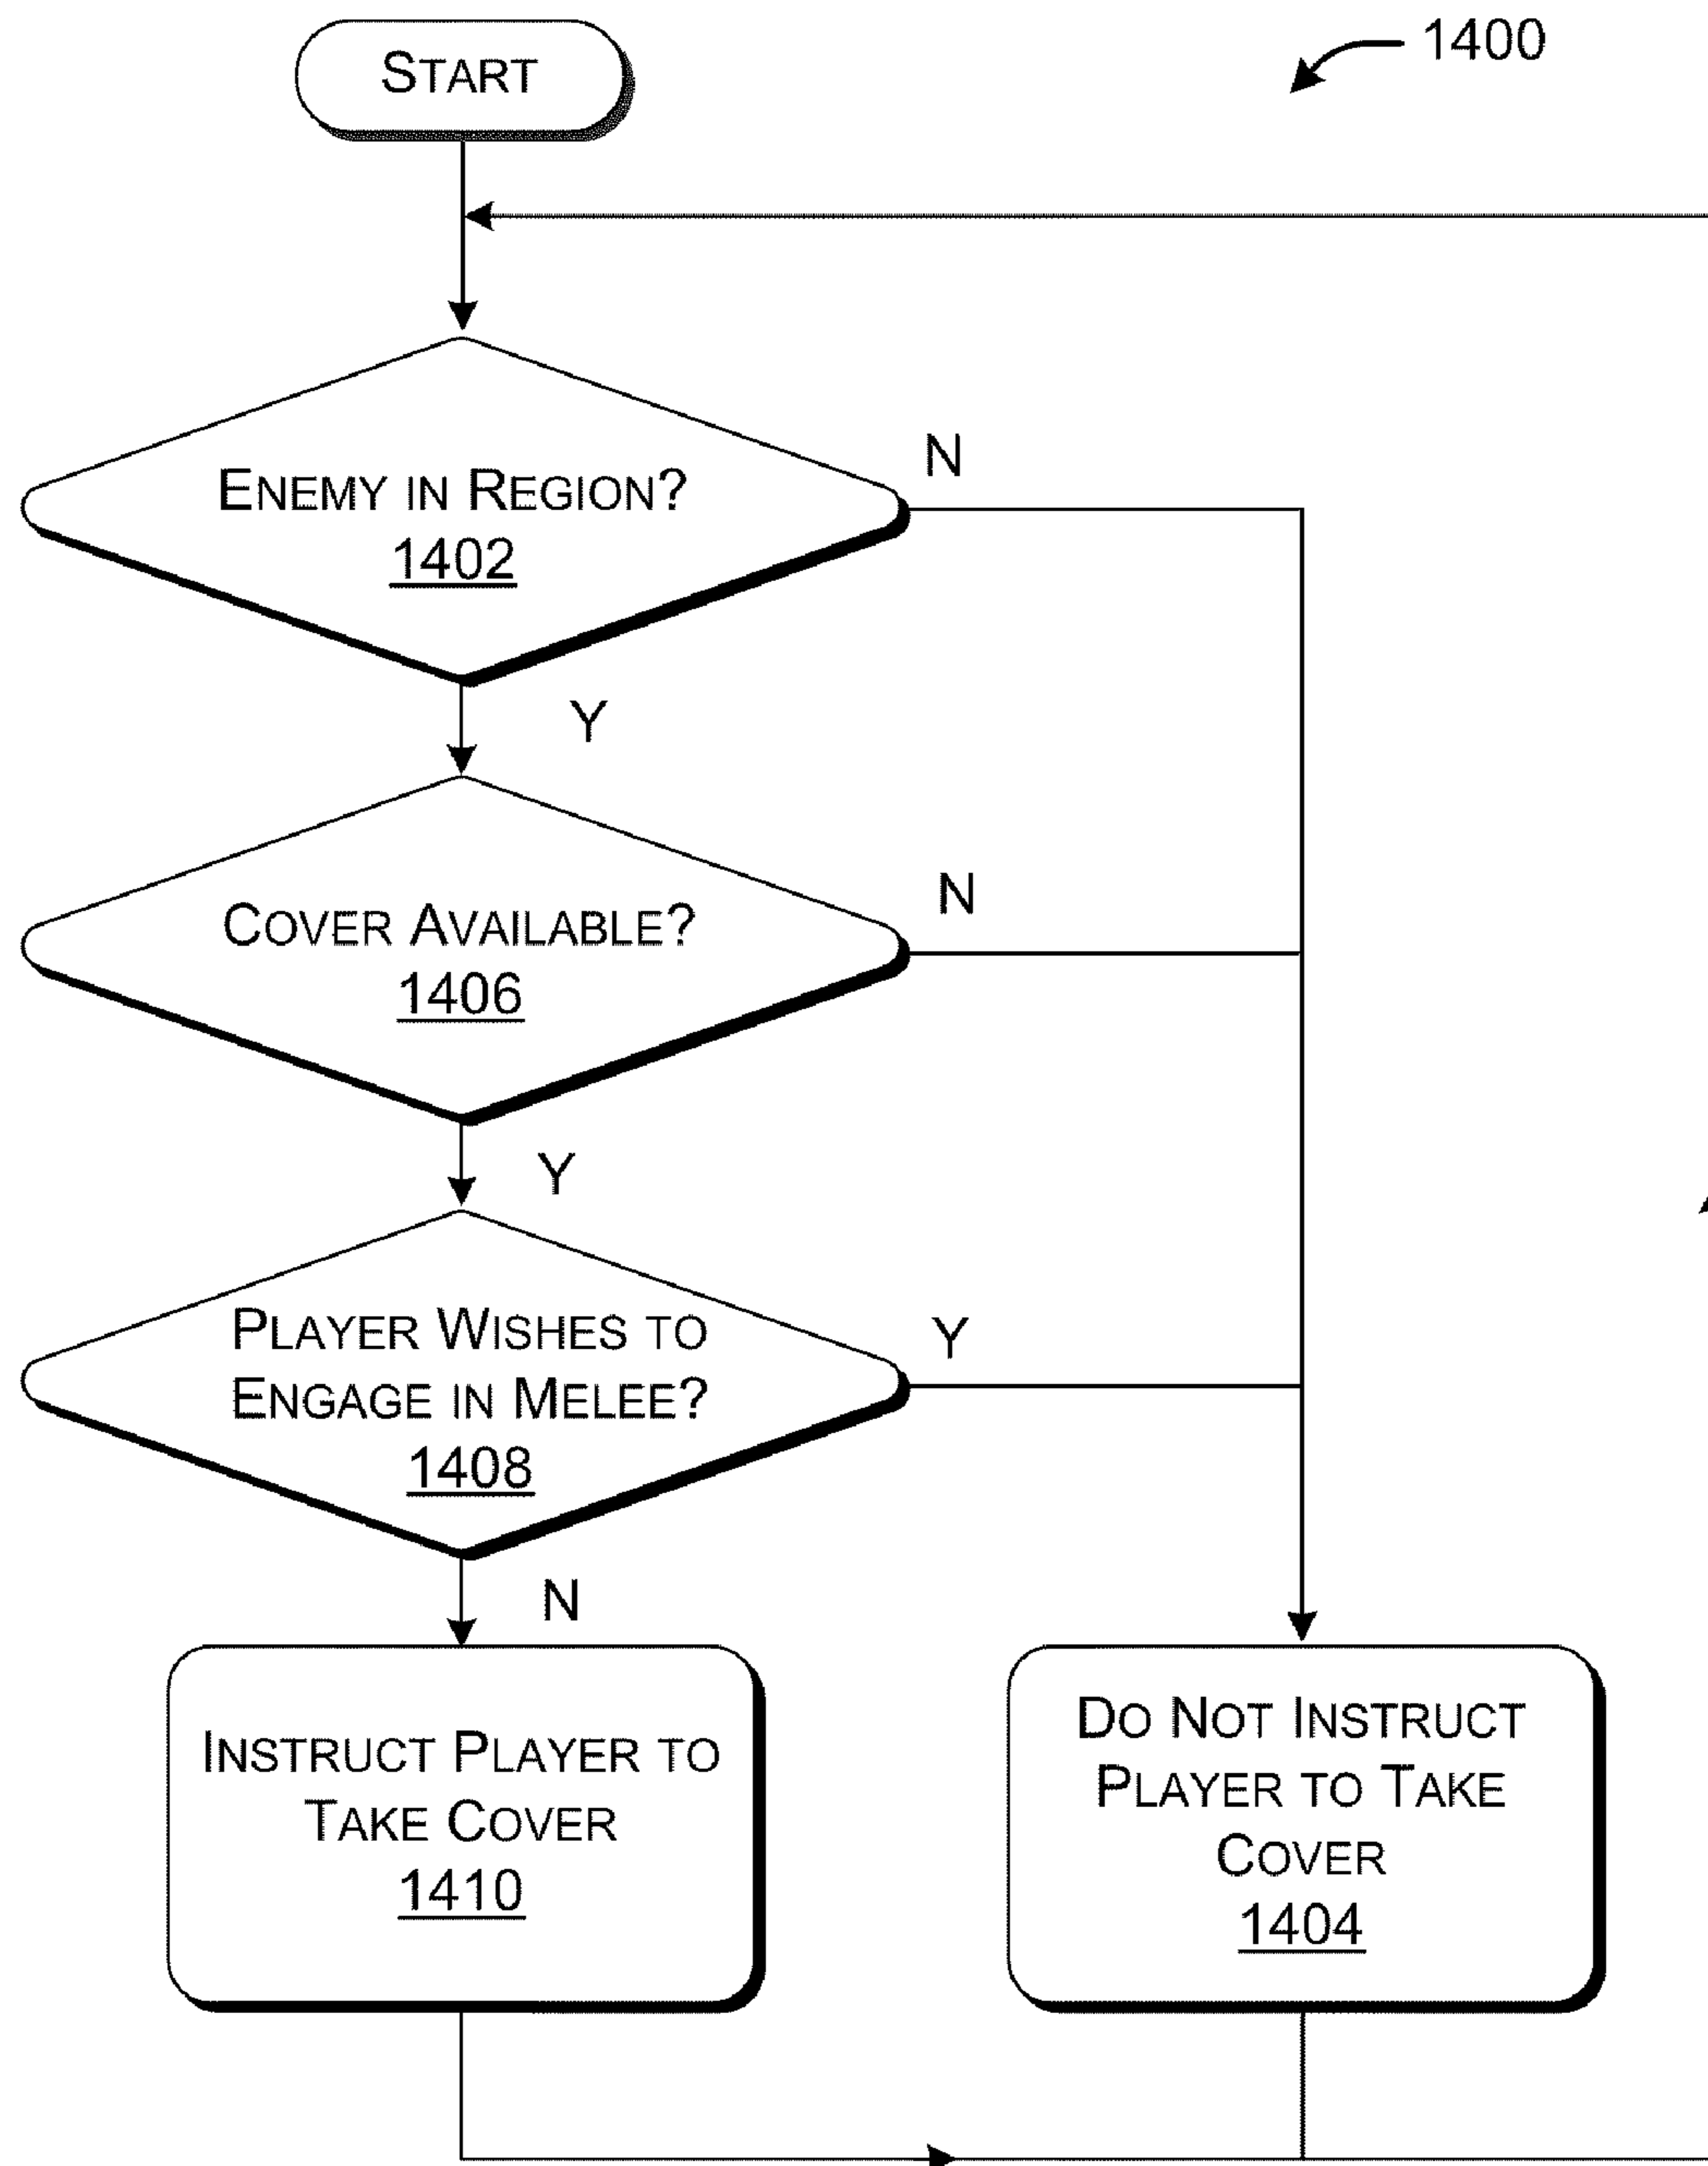 START
1400
ENEMY IN REGION?
1402
N
Y
COVER AVAILABLE?
1406
N
Y
PLAYER WISHES TO
ENGAGE IN MELEE?
1408
Y
N
INSTRUCT PLAYER TO
TAKE COVER
1410
DO NOT INSTRUCT
PLAYER TO TAKE
COVER
1404